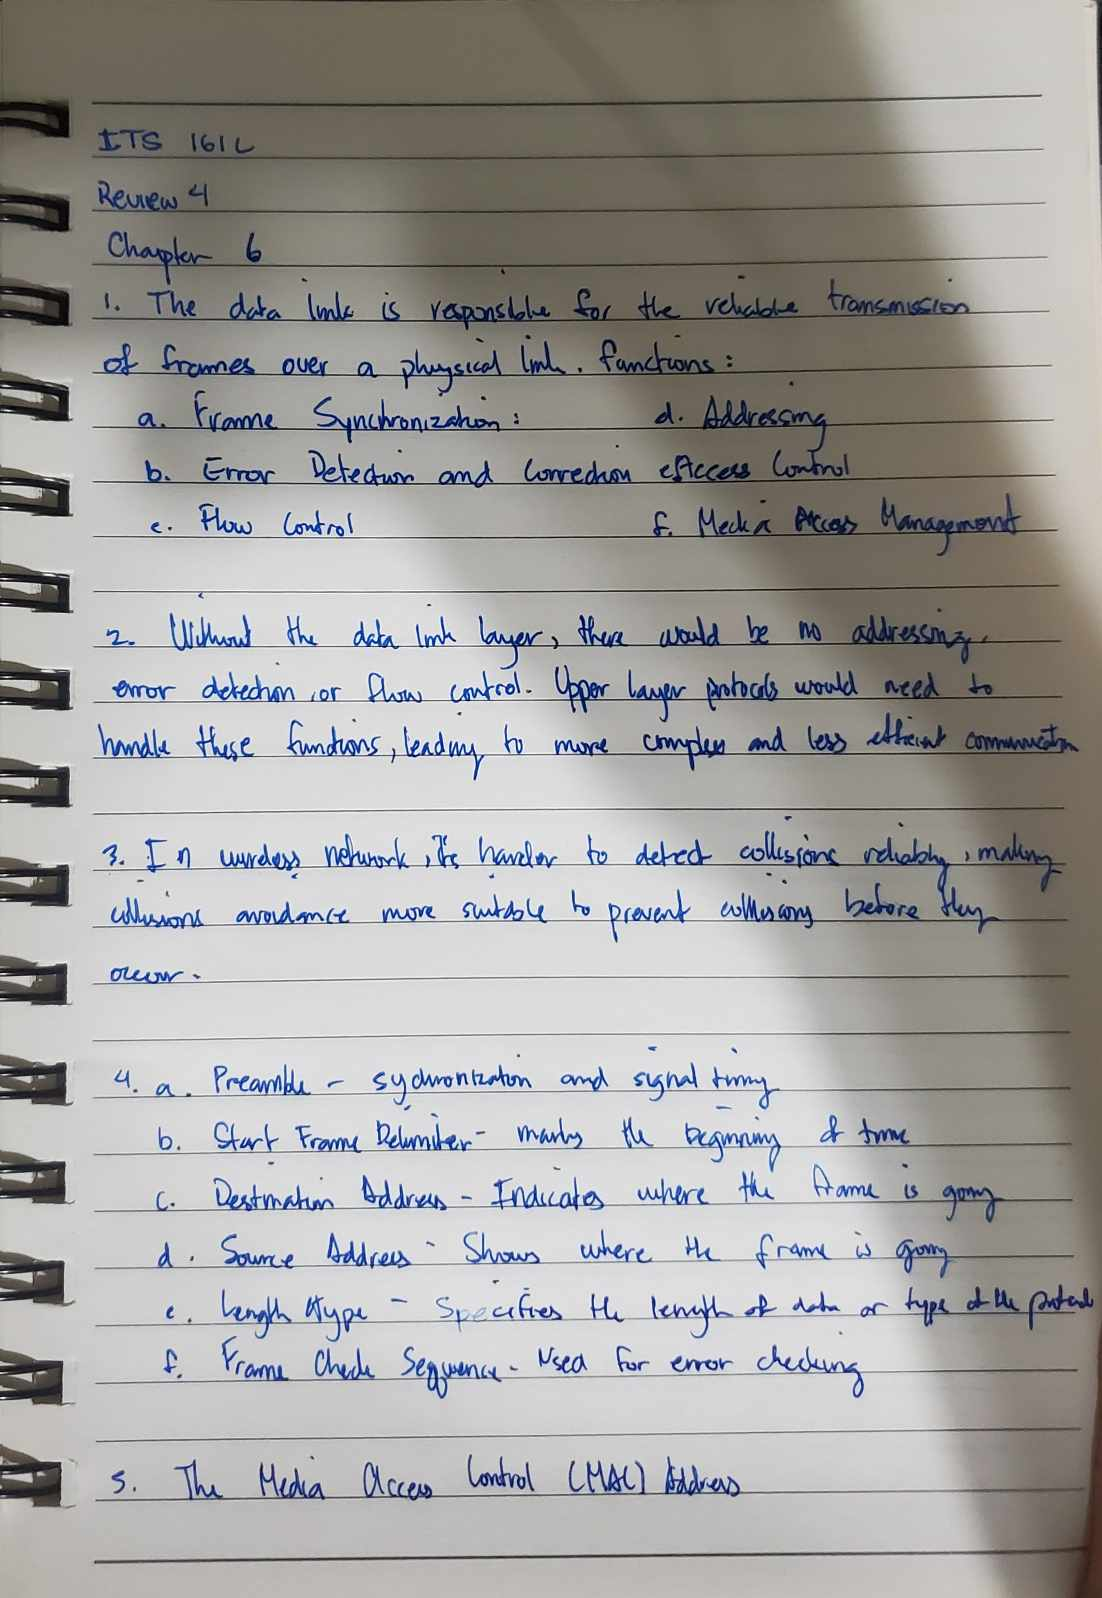 ITS 161L
Review 4
Chapter 6
1. The data link is responsible for the reliable transmission
of frames over a physical link. functions:
a. Frame Synchronization: d. Addressing
b. Error Detection and Correction e. Access Control
c. Flow Control f. Media Access Management
2. Without the data link layer, there would be no addressing,
error detection, or flow control. Upper layer protocols would need to
handle these functions, leading to more complex and less efficient communication
3. In wireless network, it's harder to detect collisions reliably, making
collisions avoidance more suitable to prevent collisions before they
occur.
4. a. Preamble - sychronization and signal timing
b. Start Frame Delimiter - marks the beginning of
c. Destination Address - Indicates where the frame is going
d. Source Address - Shows where the frame is going
e. Length Type - Specifies the length of data or type of the protocol
f. Frame Check Sequence - Used for error checking
5. The Media Access Control (MAC) Address